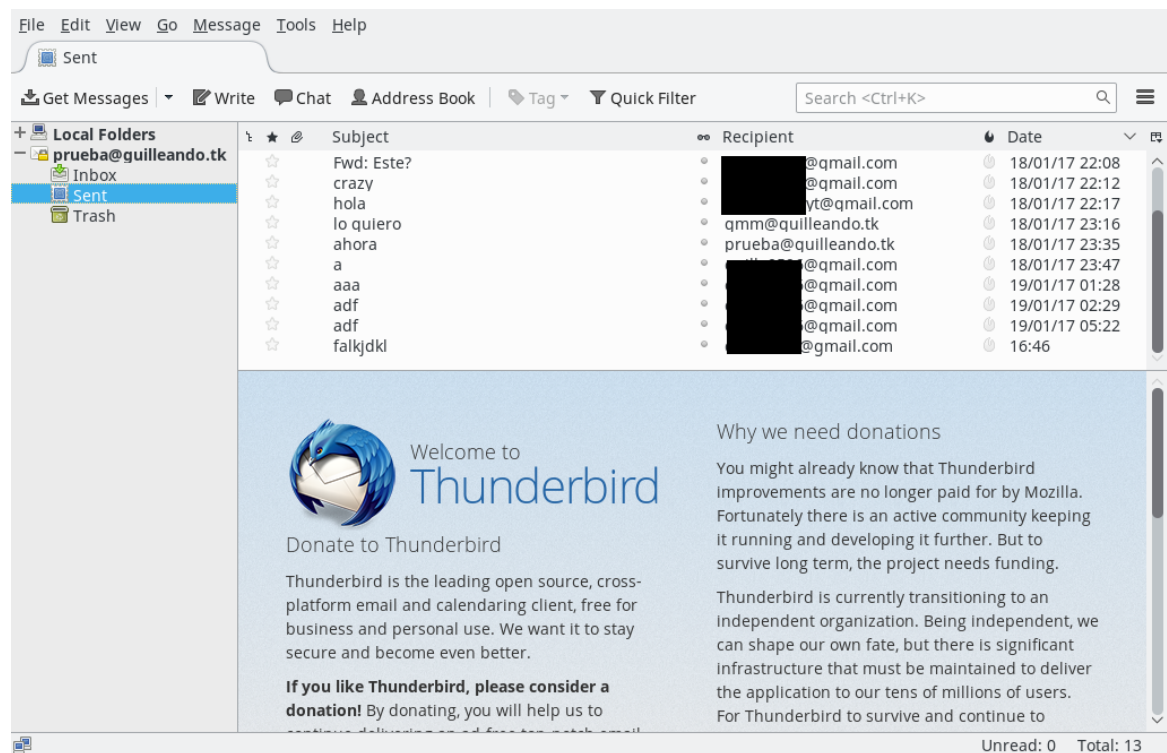 File Edit View Go Message Tools Help
Sent
Get Messages Write Chat Address Book Tag Quick Filter Search <Ctrl+K>
Local Folders
prueba@guilleando.tk
Inbox
Sent
Trash
Subject Recipient Date
Fwd: Este? @gmail.com 18/01/17 22:08
crazy @gmail.com 18/01/17 22:12
hola yt@gmail.com 18/01/17 22:17
lo quiero gmm@guilleando.tk 18/01/17 23:16
ahora prueba@guilleando.tk 18/01/17 23:35
a @gmail.com 18/01/17 23:47
aaa @gmail.com 19/01/17 01:28
adf @gmail.com 19/01/17 02:29
adf @gmail.com 19/01/17 05:22
falkjdkl @gmail.com 16:46
Welcome to
Thunderbird
Donate to Thunderbird
Thunderbird is the leading open source, cross-
platform email and calendaring client, free for
business and personal use. We want it to stay
secure and become even better.
If you like Thunderbird, please consider a
donation! By donating, you will help us to
continue delivering an ad-free top-notch email
Why we need donations
You might already know that Thunderbird
improvements are no longer paid for by Mozilla.
Fortunately there is an active community keeping
it running and developing it further. But to
survive long term, the project needs funding.
Thunderbird is currently transitioning to an
independent organization. Being independent, we
can shape our own fate, but there is significant
infrastructure that must be maintained to deliver
the application to our tens of millions of users.
For Thunderbird to survive and continue to
Unread: 0 Total: 13